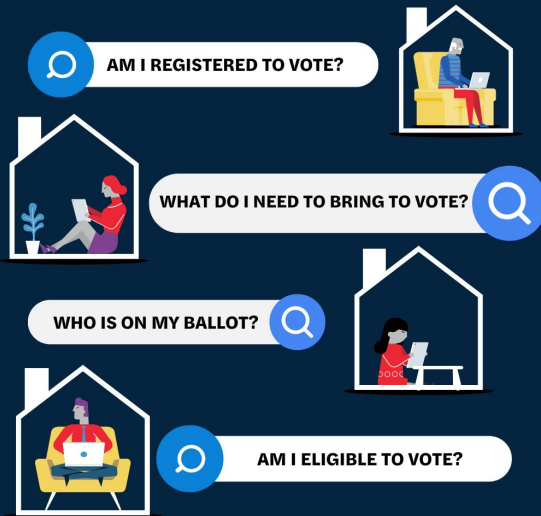 AM I REGISTERED TO VOTE?
WHAT DO I NEED TO BRING TO VOTE?
WHO IS ON MY BALLOT?
AM I ELIGIBLE TO VOTE?